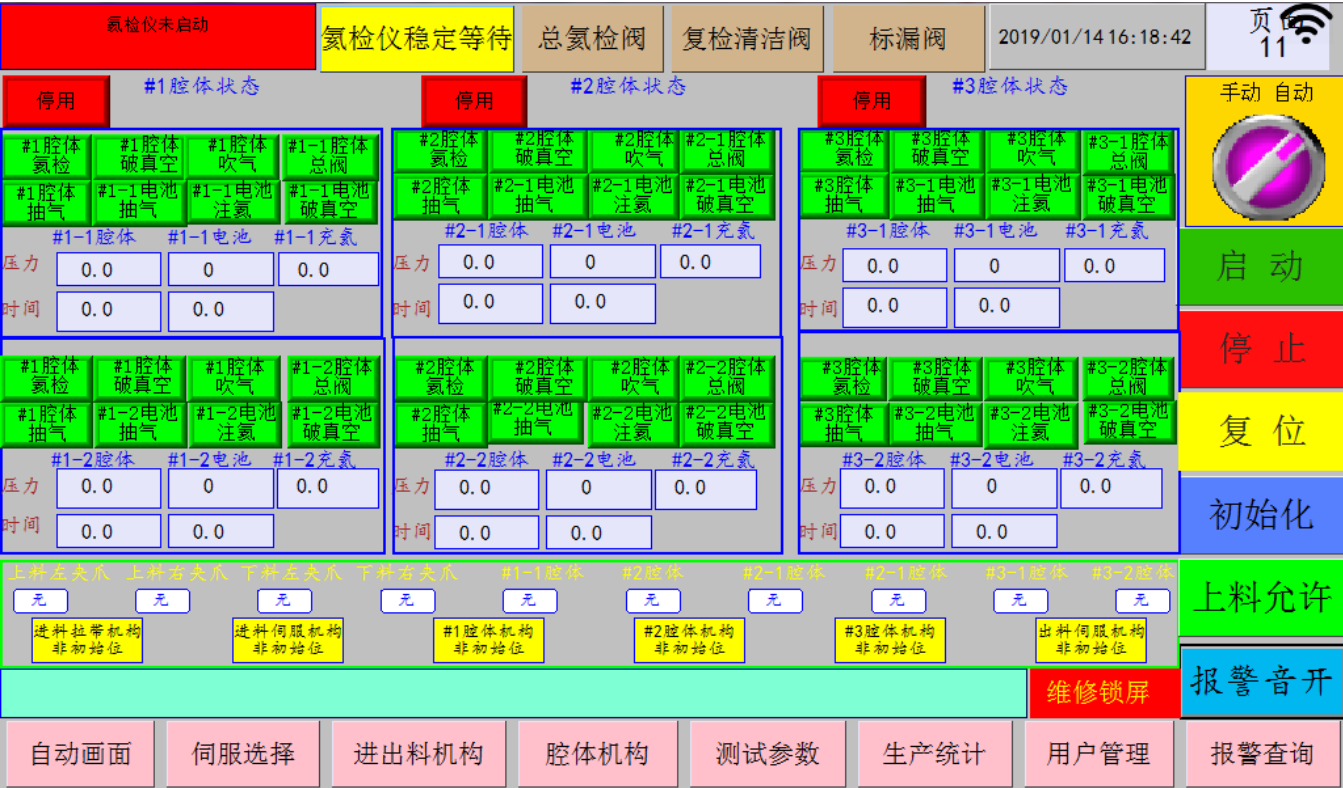 氦检仪未启动
氦检仪稳定等待
总氦检阀
复检清洁阀
标漏阀
2019/01/14 16:18:42
页面
11
停用
#1腔体状态
停用
#2腔体状态
停用
#3腔体状态
手动 自动
#1腔体
氦检
#1腔体
破真空
#1腔体
吹气
#1-1腔体
总阀
#1腔体
抽气
#1-1电池
抽气
#1-1电池
注氦
#1-1电池
破真空
#1-1腔体 #1-1电池 #1-1充氦
压力 0.0 0 0.0
时间 0.0 0.0
#2腔体
氦检
#2腔体
破真空
#2腔体
吹气
#2-1腔体
总阀
#2腔体
抽气
#2-1电池
抽气
#2-1电池
注氦
#2-1电池
破真空
#2-1腔体 #2-1电池 #2-1充氦
压力 0.0 0 0.0
时间 0.0 0.0
#3腔体
氦检
#3腔体
破真空
#3腔体
吹气
#3-1腔体
总阀
#3腔体
抽气
#3-1电池
抽气
#3-1电池
注氦
#3-1电池
破真空
#3-1腔体 #3-1电池 #3-1充氦
压力 0.0 0 0.0
时间 0.0 0.0
#1腔体
氦检
#1腔体
破真空
#1腔体
吹气
#1-2腔体
总阀
#1腔体
抽气
#1-2电池
抽气
#1-2电池
注氦
#1-2电池
破真空
#1-2腔体 #1-2电池 #1-2充氦
压力 0.0 0 0.0
时间 0.0 0.0
#2腔体
氦检
#2腔体
破真空
#2腔体
吹气
#2-2腔体
总阀
#2腔体
抽气
#2-2电池
抽气
#2-2电池
注氦
#2-2电池
破真空
#2-2腔体 #2-2电池 #2-2充氦
压力 0.0 0 0.0
时间 0.0 0.0
#3腔体
氦检
#3腔体
破真空
#3腔体
吹气
#3-2腔体
总阀
#3腔体
抽气
#3-2电池
抽气
#3-2电池
注氦
#3-2电池
破真空
#3-2腔体 #3-2电池 #3-2充氦
压力 0.0 0 0.0
时间 0.0 0.0
启 动
停 止
复 位
初始化
上料允许
报警音开
上料左夹爪 上料右夹爪 下料左夹爪 下料右夹爪 #1-1腔体 #2腔体 #2-1腔体 #2-1腔体 #3-1腔体 #3-2腔体
无 无 无 无 无 无 无 无 无 无
进料拉带机构
非初始位
进料伺服机构
非初始位
#1腔体机构
非初始位
#2腔体机构
非初始位
#3腔体机构
非初始位
出料伺服机构
非初始位
维修锁屏
自动画面
伺服选择
进出料机构
腔体机构
测试参数
生产统计
用户管理
报警查询